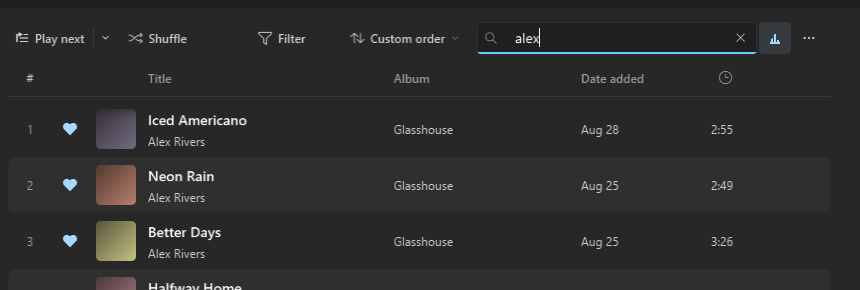 Play next Shuffle Filter Custom order alex
# Title Album Date added
1 Iced Americano Glasshouse Aug 28 2:55
Alex Rivers
2 Neon Rain Glasshouse Aug 25 2:49
Alex Rivers
3 Better Days Glasshouse Aug 25 3:26
Alex Rivers
Halfway Home